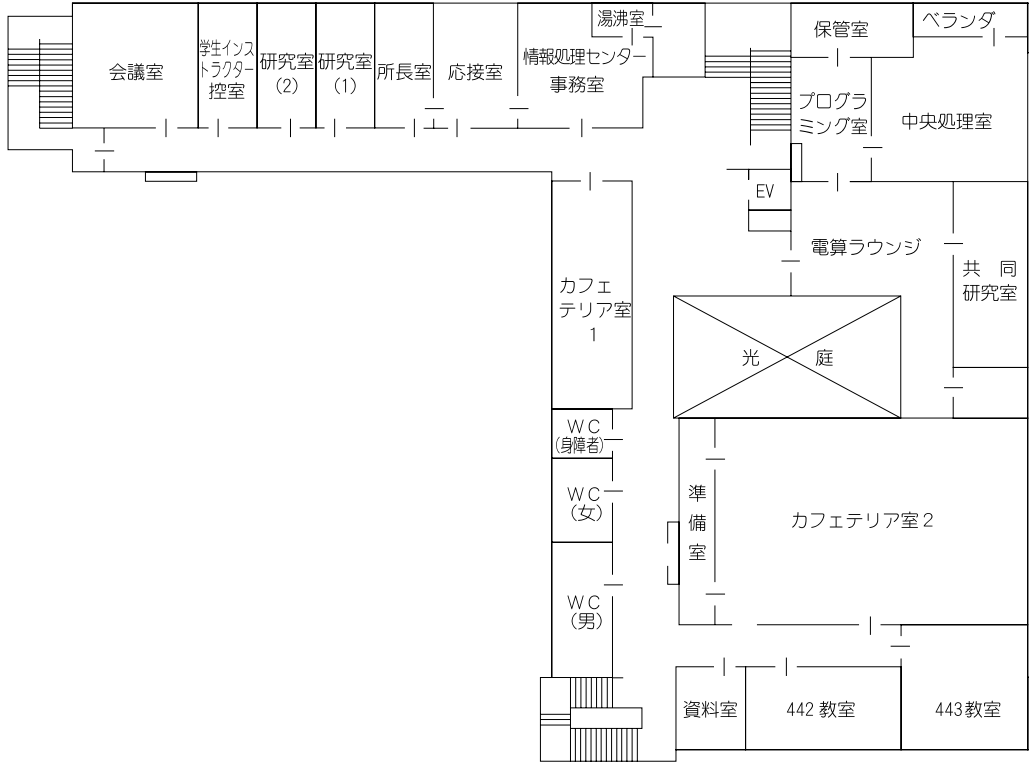 会議室
学生インス
トラクター
控室
研究室
(2)
研究室
(1)
所長室
応接室
情報処理センター
事務室
湯沸室
保管室
ベランダ
プログラ
ミング室
中央処理室
EV
電算ラウンジ
共　同
研究室
カフェ
テリア室
1
光　庭
ＷＣ
(身障者)
ＷＣ
(女)
ＷＣ
(男)
準
備
室
カフェテリア室２
資料室
442 教室
443 教室